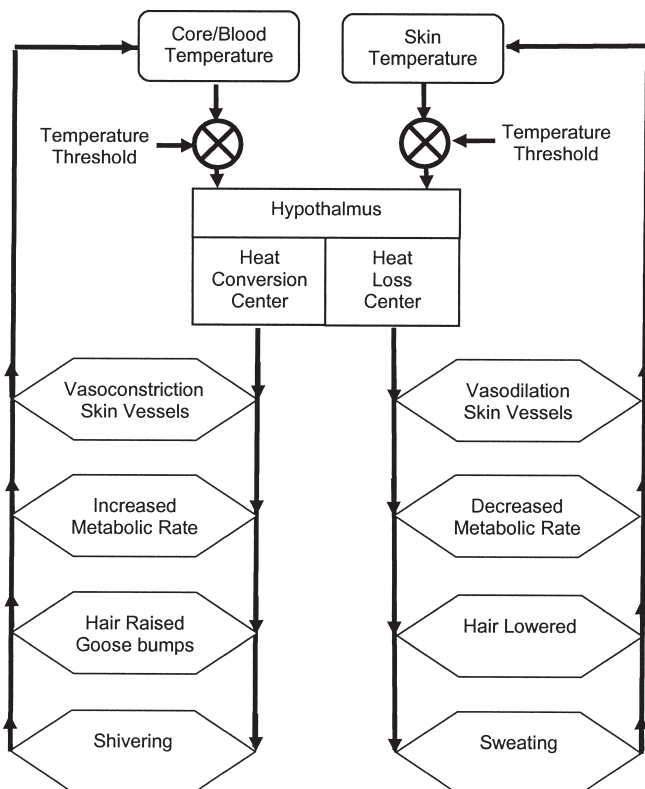 Core/Blood
Temperature
Skin
Temperature
Temperature
Threshold
Temperature
Threshold
Hypothalmus
Heat
Conversion
Center
Heat
Loss
Center
Vasoconstriction
Skin Vessels
Vasodilation
Skin Vessels
Increased
Metabolic Rate
Decreased
Metabolic Rate
Hair Raised
Goose bumps
Hair Lowered
Shivering
Sweating